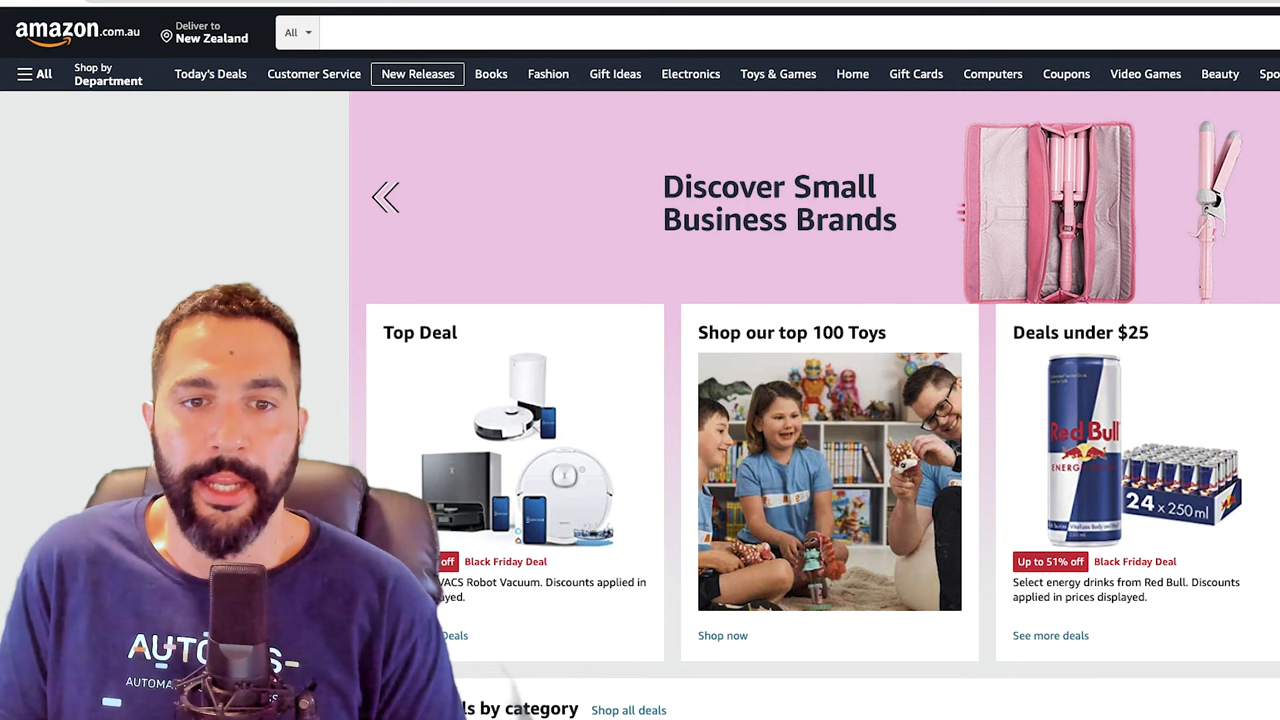 amazon.com.au
Deliver to
New Zealand
All
All
Shop by
Department
Today's Deals
Customer Service
New Releases
Books
Fashion
Gift Ideas
Electronics
Toys & Games
Home
Gift Cards
Computers
Coupons
Video Games
Beauty
Spo
Discover Small
Business Brands
Top Deal
off Black Friday Deal
VACS Robot Vacuum. Discounts applied in
yed.
Deals
Shop our top 100 Toys
Shop now
Deals under $25
Red Bull
24 x 250 ml
Up to 51% off Black Friday Deal
Select energy drinks from Red Bull. Discounts
applied in prices displayed.
See more deals
ls by category
Shop all deals